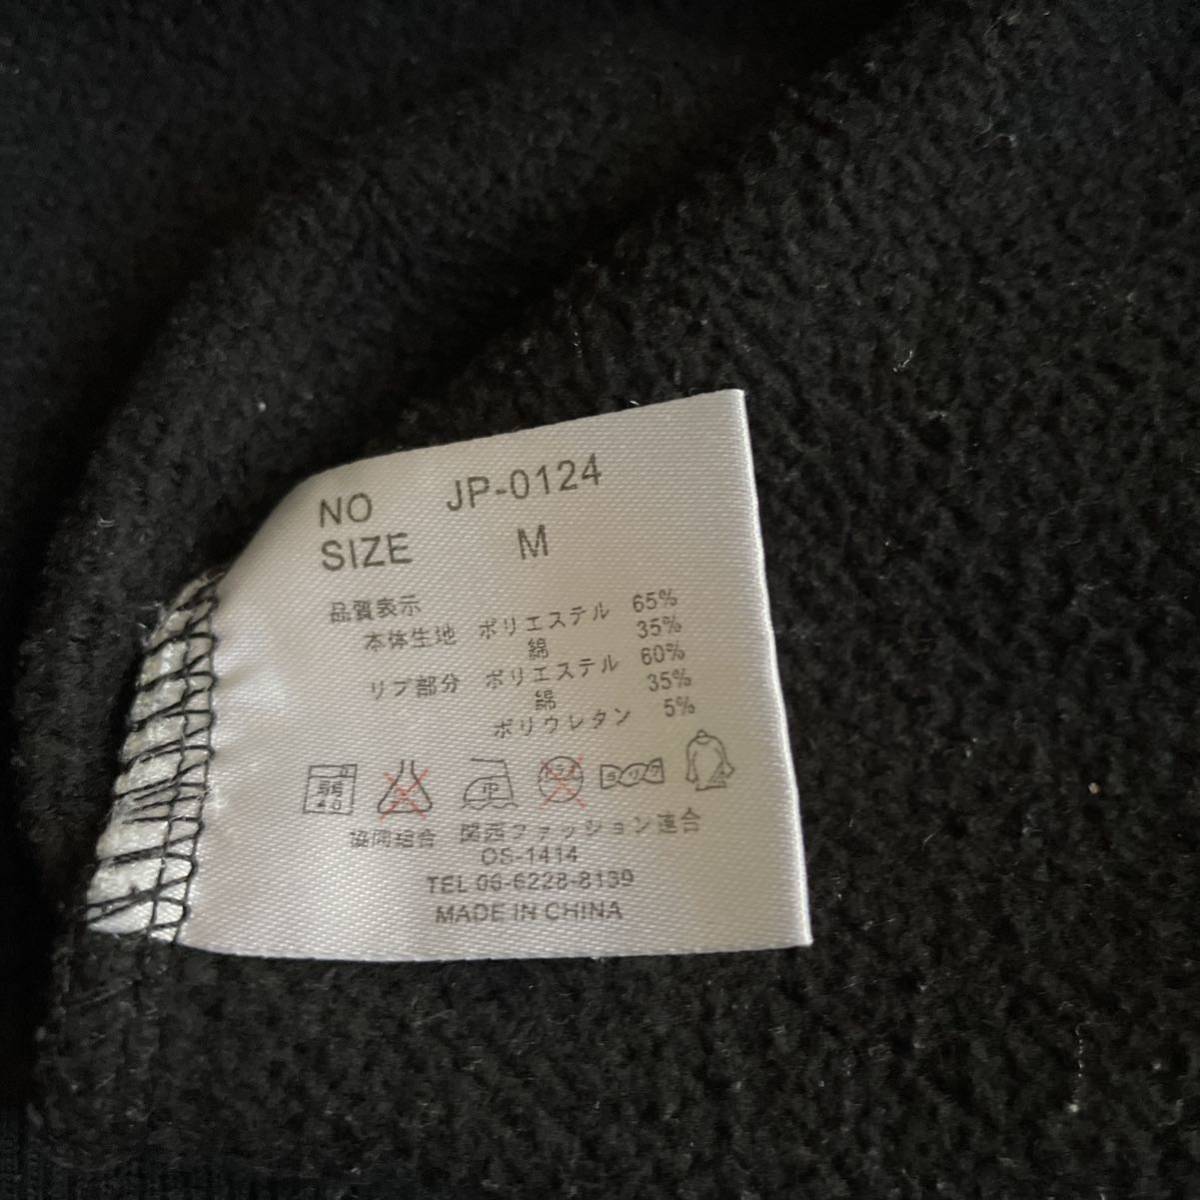 NO JP-0124
SIZE M
品質表示
本体生地 ポリエステル 65%
綿 35%
リブ部分 ポリエステル 60%
綿 35%
ポリウレタン 5%
弱 40 中
協同組合 関西ファッション連合
OS-1414
TEL 06-6228-8139
MADE IN CHINA